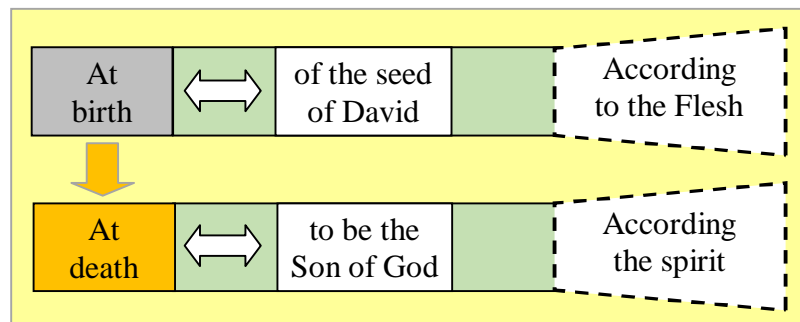 At
birth
of the seed
of David
According
to the Flesh
At
death
to be the
Son of God
According
the spirit